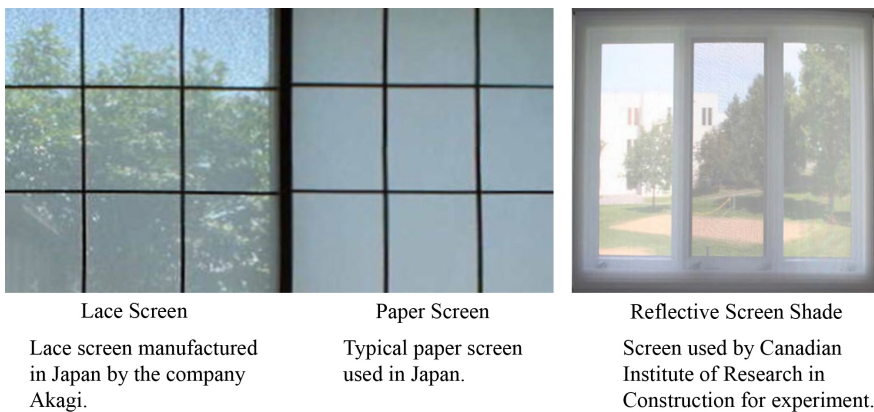 Lace Screen
Lace screen manufactured
in Japan by the company
Akagi.
Paper Screen
Typical paper screen
used in Japan.
Reflective Screen Shade
Screen used by Canadian
Institute of Research in
Construction for experiment.